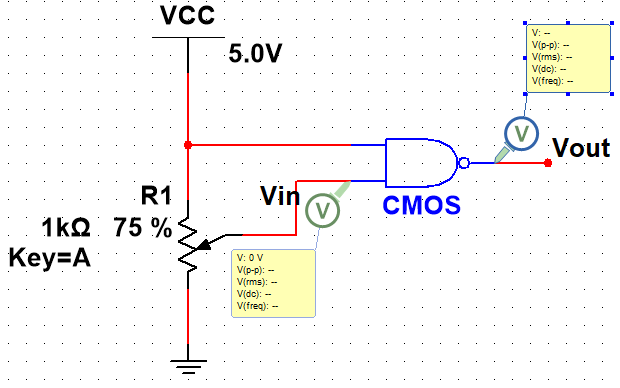 VCC
5.0V
V: --
V(p-p): --
V(rms): --
V(dc): --
V(freq): --
V
Vout
R1
1kΩ
75 %
Key=A
Vin
V
CMOS
V: 0 V
V(p-p): --
V(rms): --
V(dc): --
V(freq): --